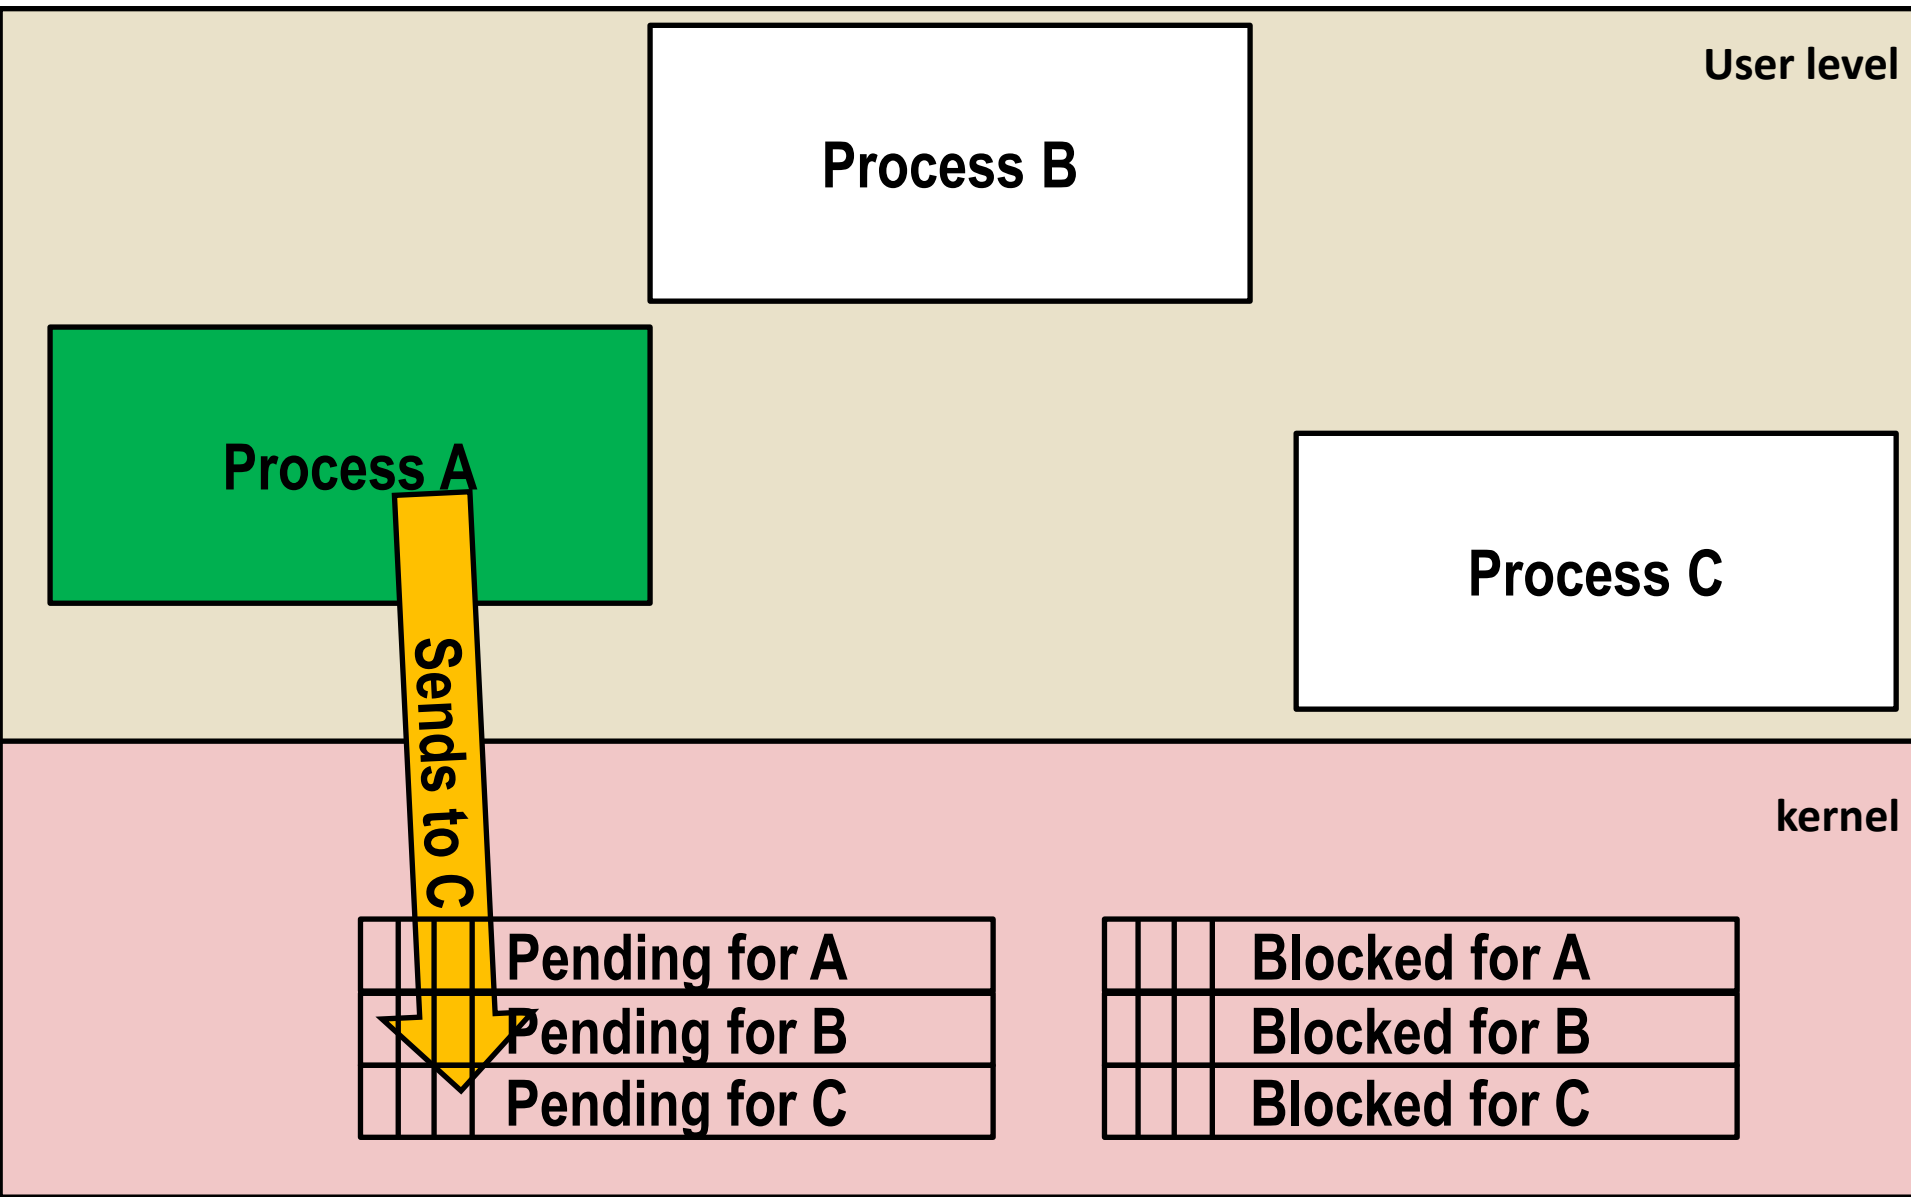 User level
Process B
Process A
Process C
Sends to C
kernel
Pending for A
Blocked for A
Pending for B
Blocked for B
Pending for C
Blocked for C